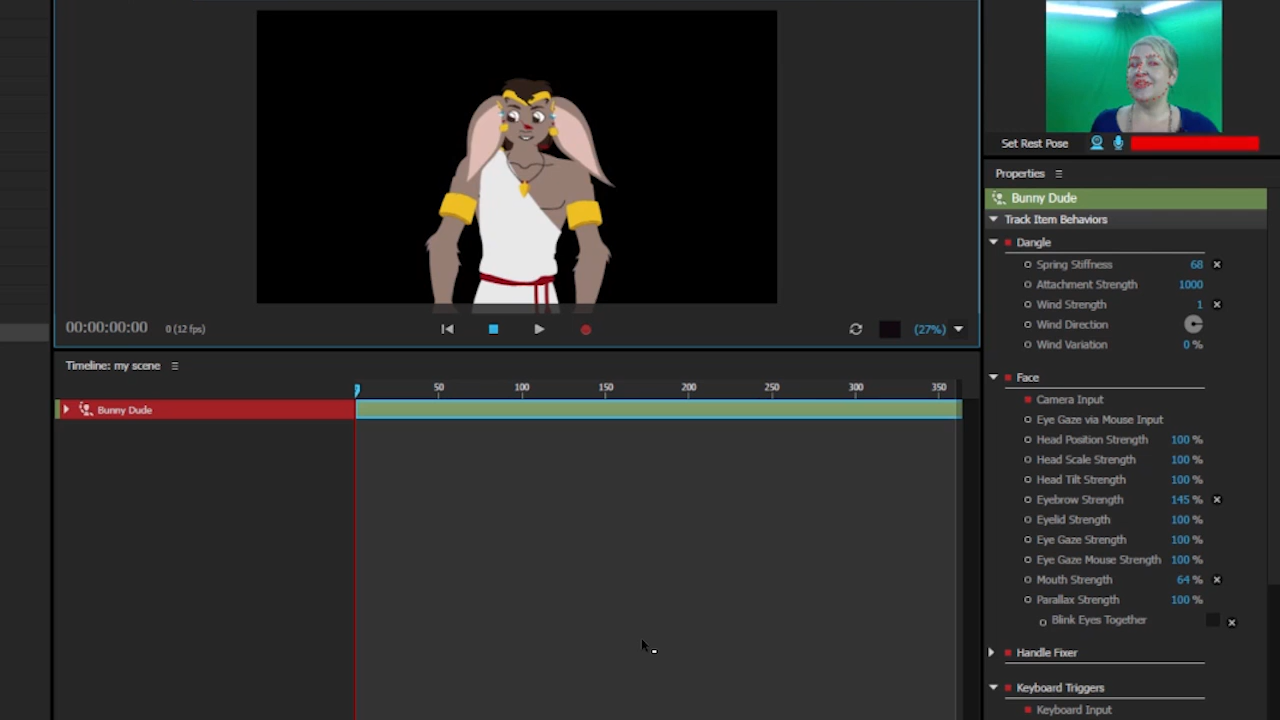 Set Rest Pose
Properties
Bunny Dude
Track Item Behaviors
Dangle
Spring Stiffness 68
Attachment Strength 1000
Wind Strength 1
Wind Direction
Wind Variation 0 %
00:00:00:00 0 (12 fps) (27%)
Timeline: my scene
50 100 150 200 250 300 350
Bunny Dude
Face
Camera Input
Eye Gaze via Mouse Input
Head Position Strength 100 %
Head Scale Strength 100 %
Head Tilt Strength 100 %
Eyebrow Strength 145 %
Eyelid Strength 100 %
Eye Gaze Strength 100 %
Eye Gaze Mouse Strength 100 %
Mouth Strength 64 %
Parallax Strength 100 %
Blink Eyes Together
Handle Fixer
Keyboard Triggers
Keyboard Input